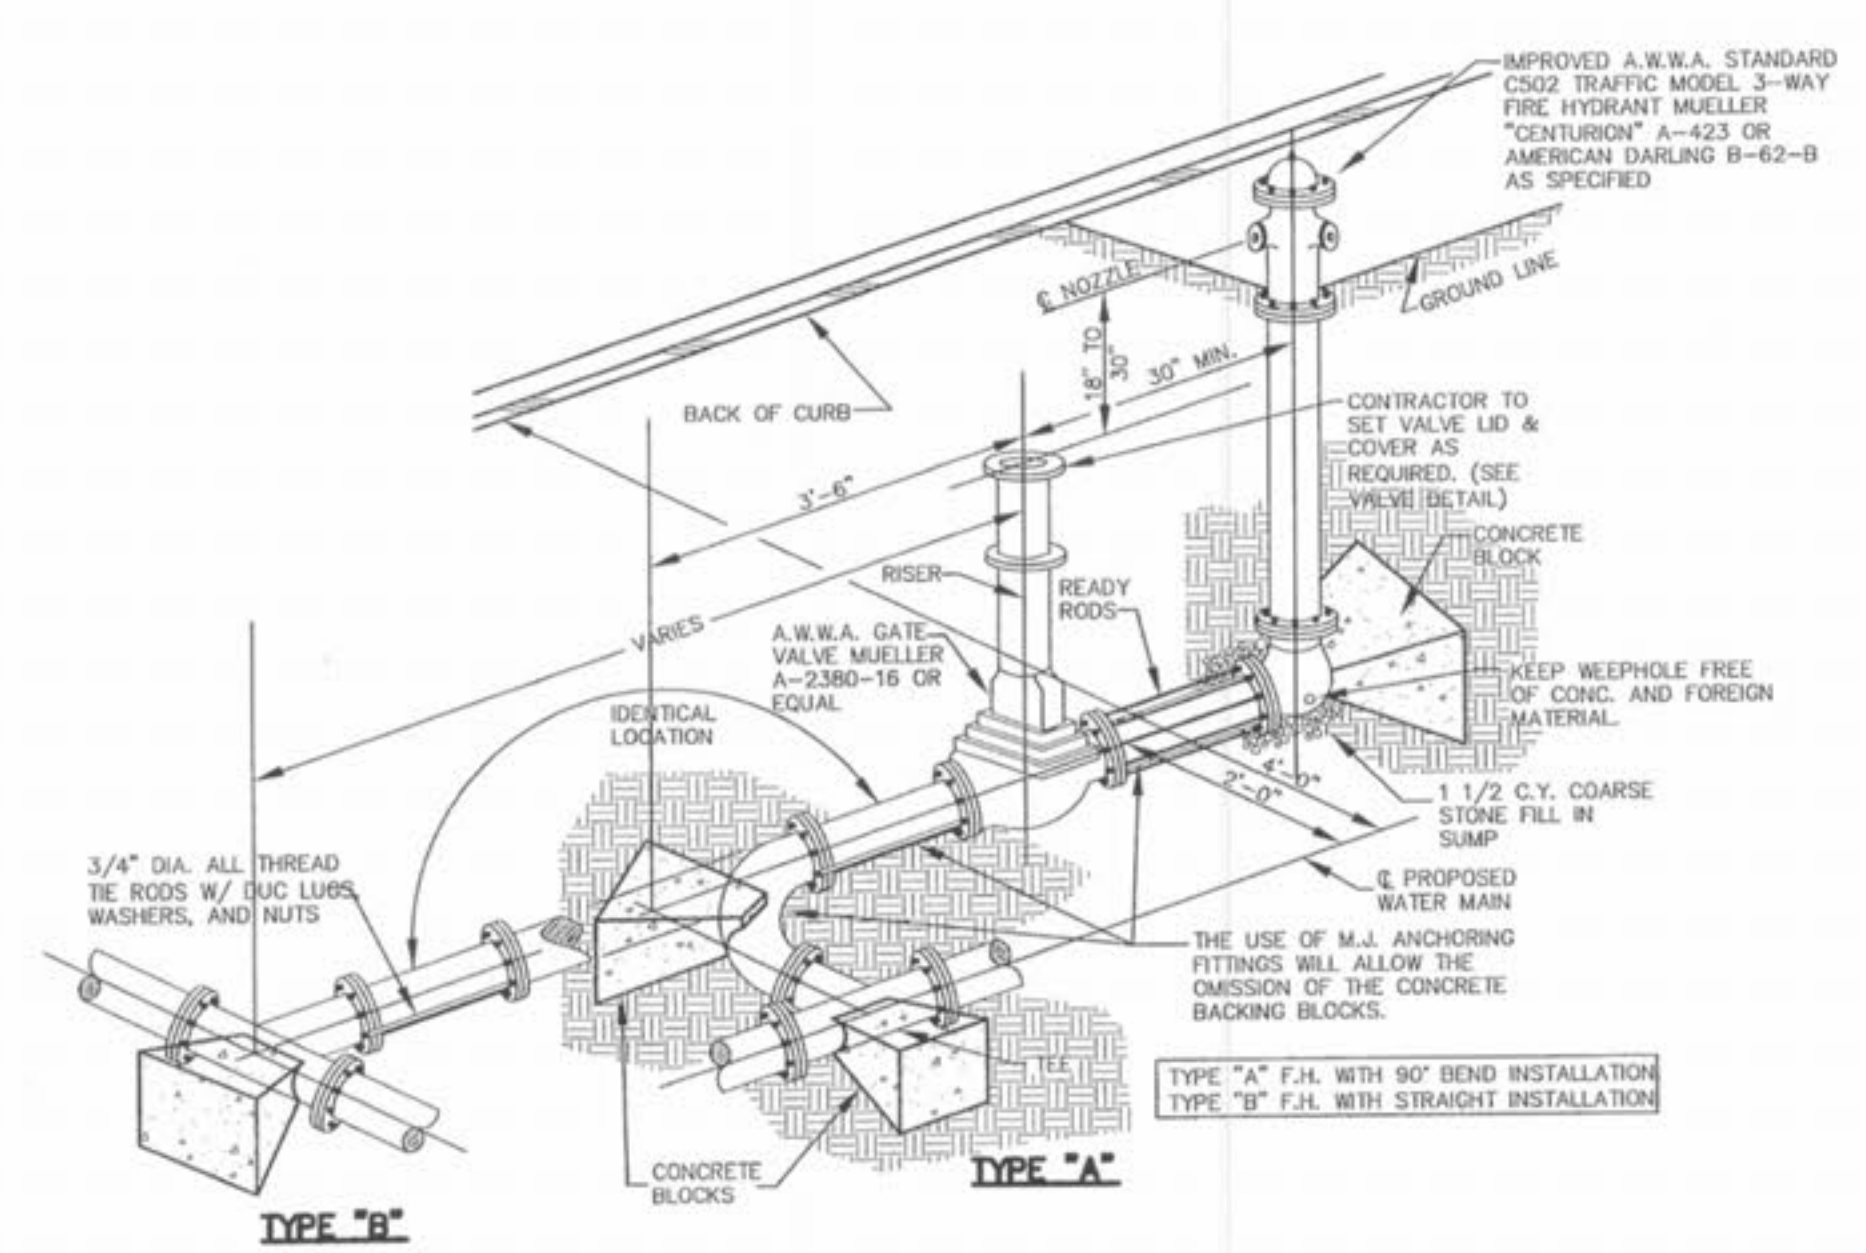 IMPROVED A.W.W.A. STANDARD
C502 TRAFFIC MODEL 3-WAY
FIRE HYDRANT MUELLER
"CENTURION" A-423 OR
AMERICAN DARLING B-62-B
AS SPECIFIED
℄ NOZZLE
GROUND LINE
18" TO
30"
30" MIN.
BACK OF CURB
CONTRACTOR TO
SET VALVE LID &
COVER AS
REQUIRED. (SEE
VALVE DETAIL)
3'-6"
CONCRETE
BLOCK
RISER
READY
RODS
VARIES
A.W.W.A. GATE
VALVE MUELLER
A-2380-16 OR
EQUAL
KEEP WEEPHOLE FREE
OF CONC. AND FOREIGN
MATERIAL.
IDENTICAL
LOCATION
4'-0"
2'-0"
1 1/2 C.Y. COARSE
STONE FILL IN
SUMP
3/4" DIA. ALL THREAD
TIE RODS W/ DUC LUGS,
WASHERS, AND NUTS
℄ PROPOSED
WATER MAIN
THE USE OF M.J. ANCHORING
FITTINGS WILL ALLOW THE
OMISSION OF THE CONCRETE
BACKING BLOCKS.
TEE
TYPE "A" F.H. WITH 90° BEND INSTALLATION
TYPE "B" F.H. WITH STRAIGHT INSTALLATION
CONCRETE
BLOCKS
TYPE "A"
TYPE "B"